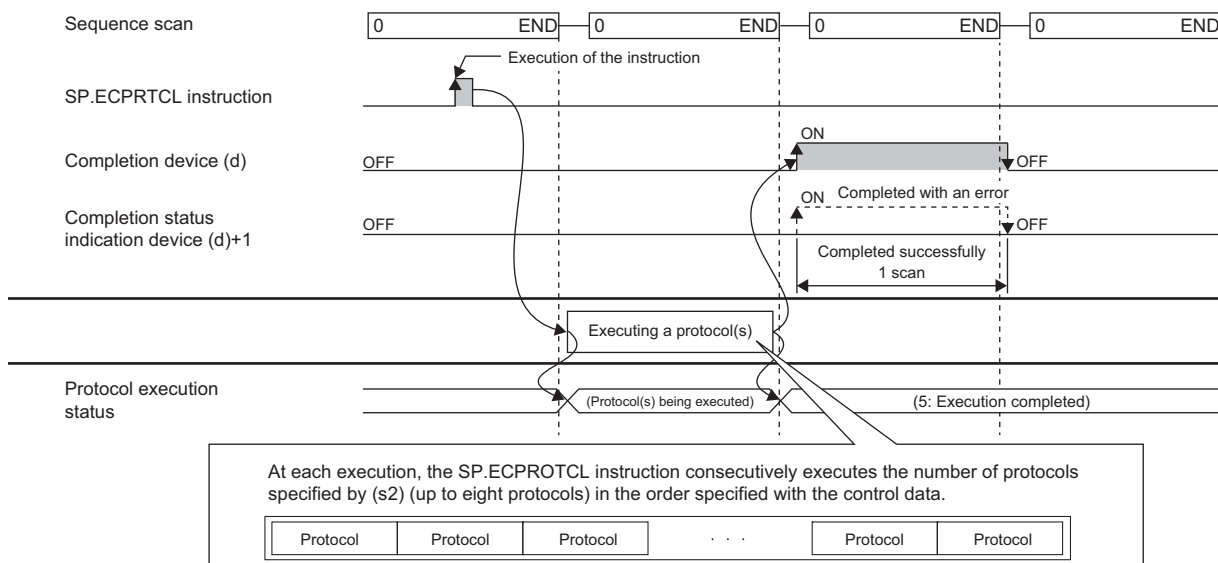 Sequence scan
0 END 0 END 0 END 0 END
Execution of the instruction
SP.ECPRTCL instruction
ON
Completion device (d)
OFF
OFF
ON Completed with an error
Completion status
indication device (d)+1
OFF
OFF
Completed successfully
1 scan
Executing a protocol(s)
Protocol execution
status
(Protocol(s) being executed)
(5: Execution completed)
At each execution, the SP.ECPROTCL instruction consecutively executes the number of protocols
specified by (s2) (up to eight protocols) in the order specified with the control data.
Protocol Protocol Protocol · · · Protocol Protocol